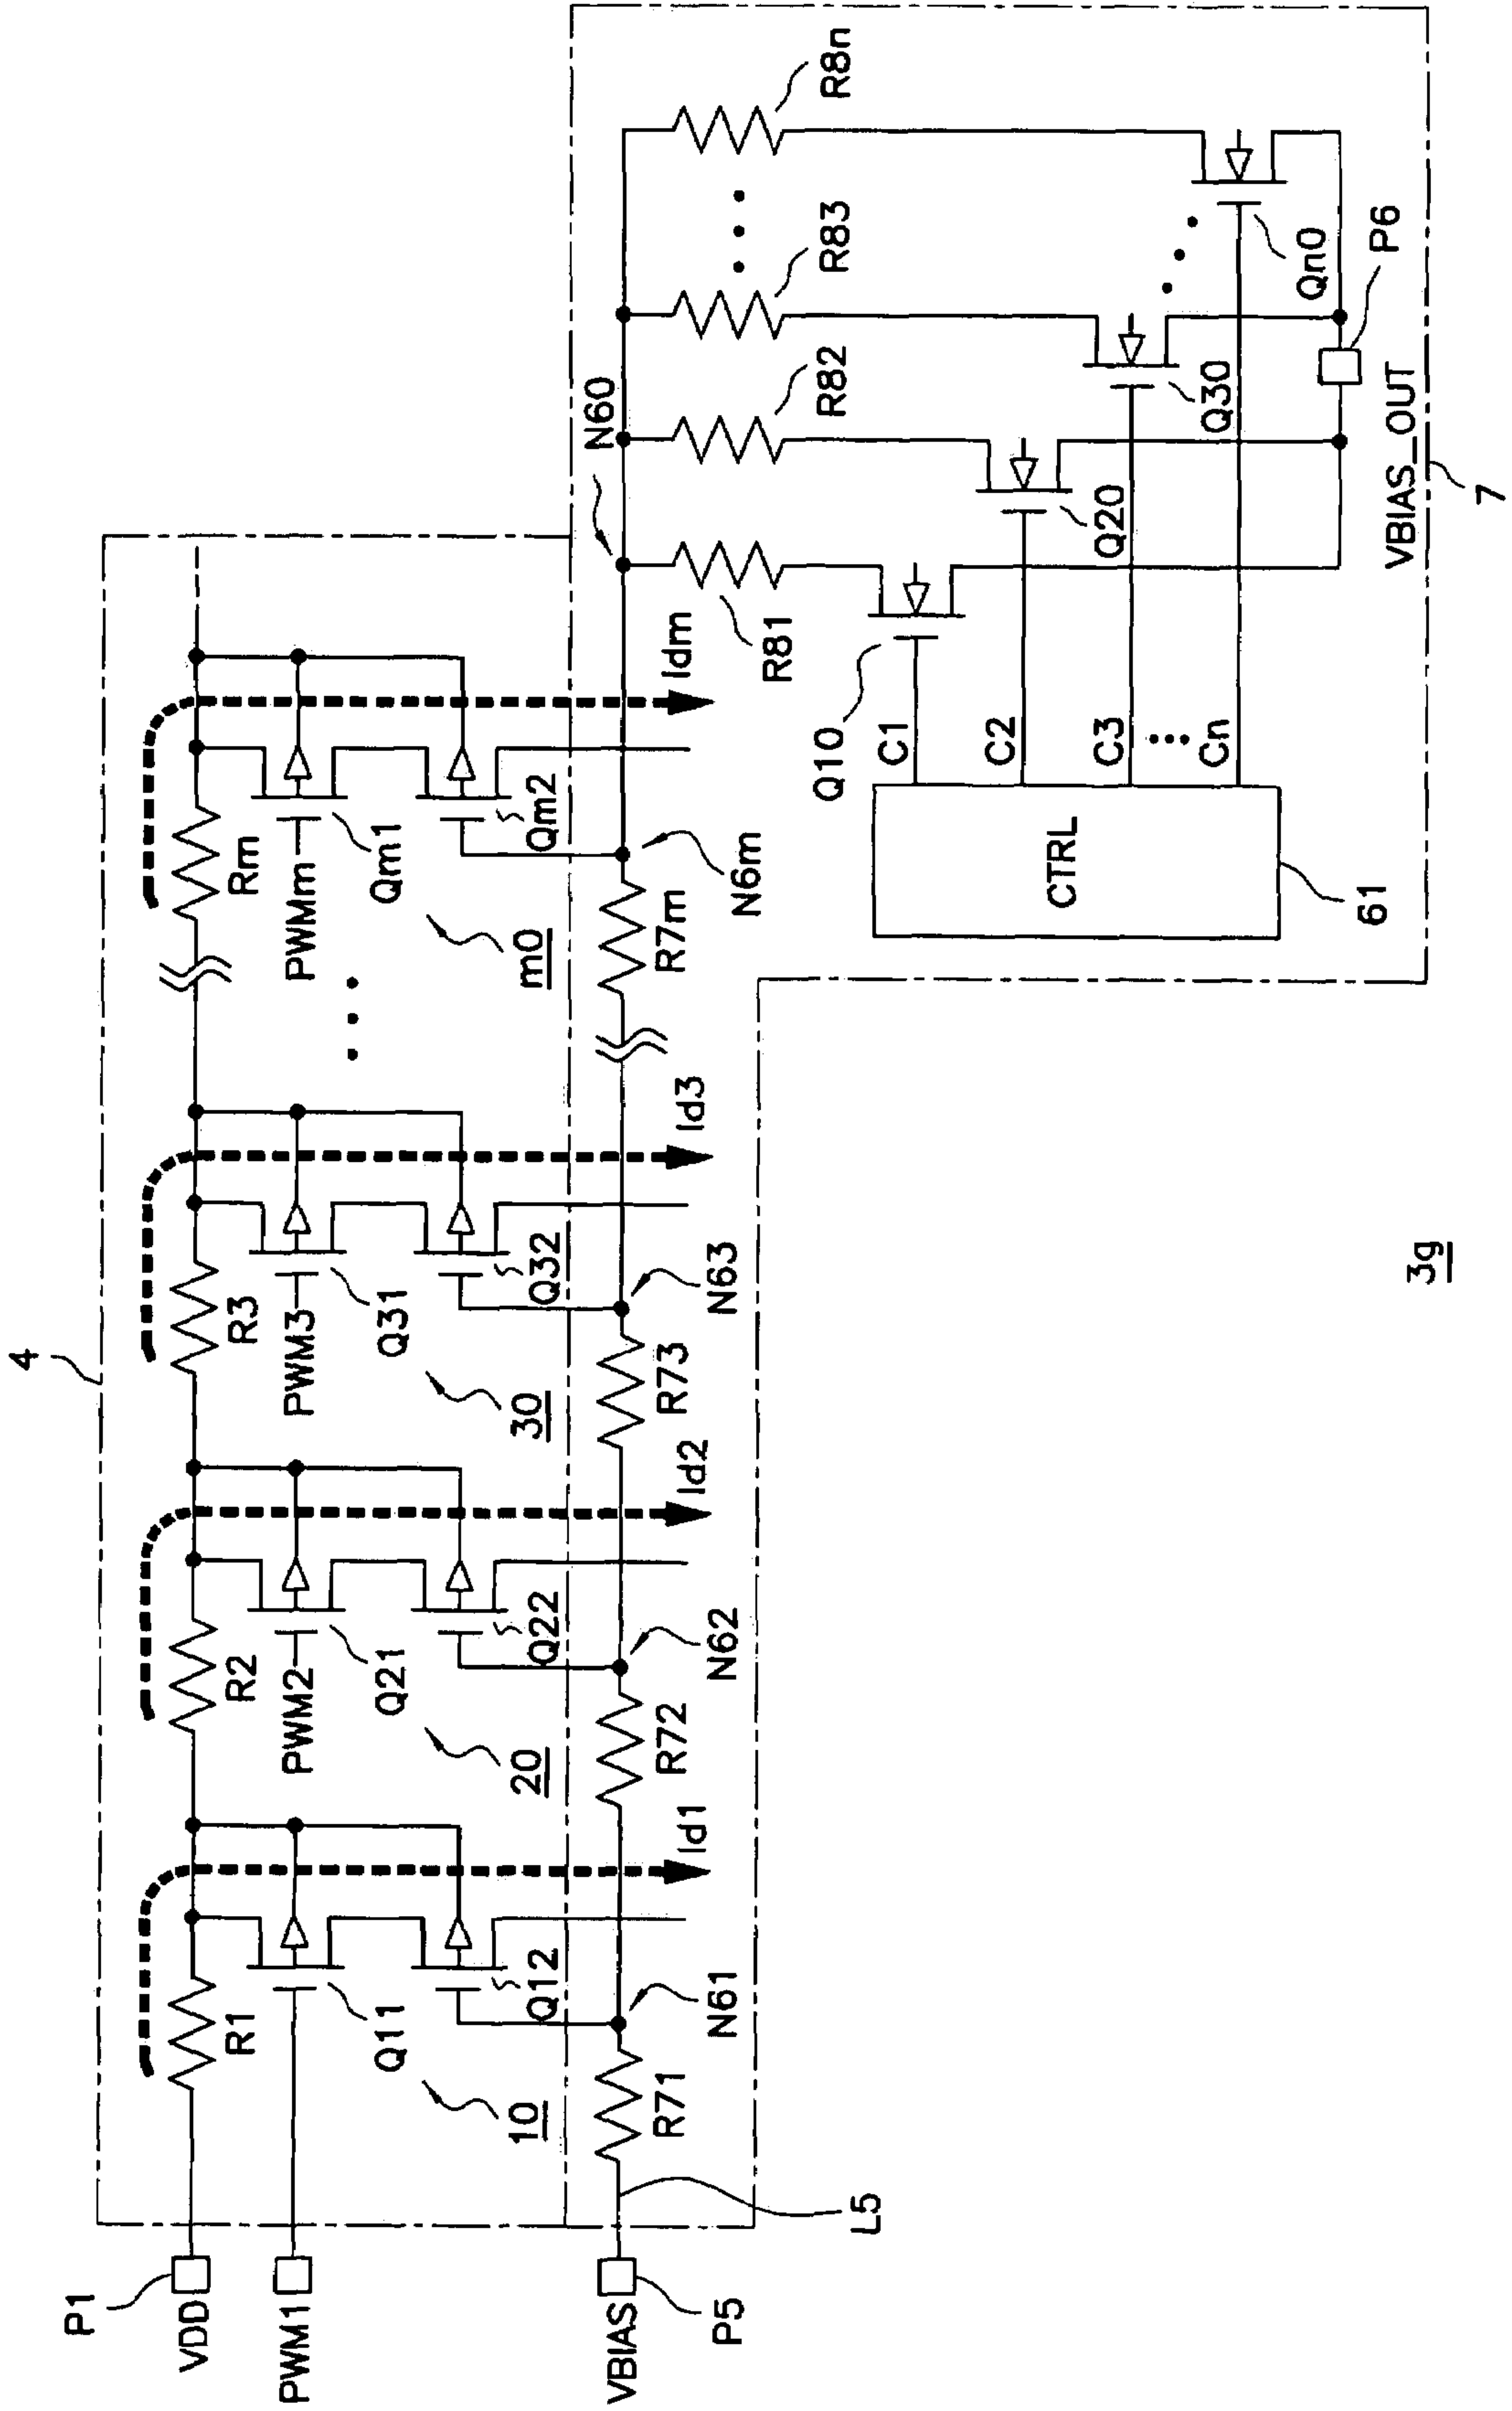 4
P1
VDD
R1
R2
R3
Rm
PWM1
PWM2
PWM3
PWMm
Q11
Q21
Q31
Qm1
10
20
30
m0
Q12
Q22
Q32
Qm2
Id1
Id2
Id3
Idm
VBIAS
P5
L5
R71
R72
R73
R7m
N61
N62
N63
N6m
N60
R81
R82
R83
R8n
Q10
Q20
Q30
Qn0
C1
C2
C3
Cn
CTRL
61
P6
VBIAS_OUT
7
3g